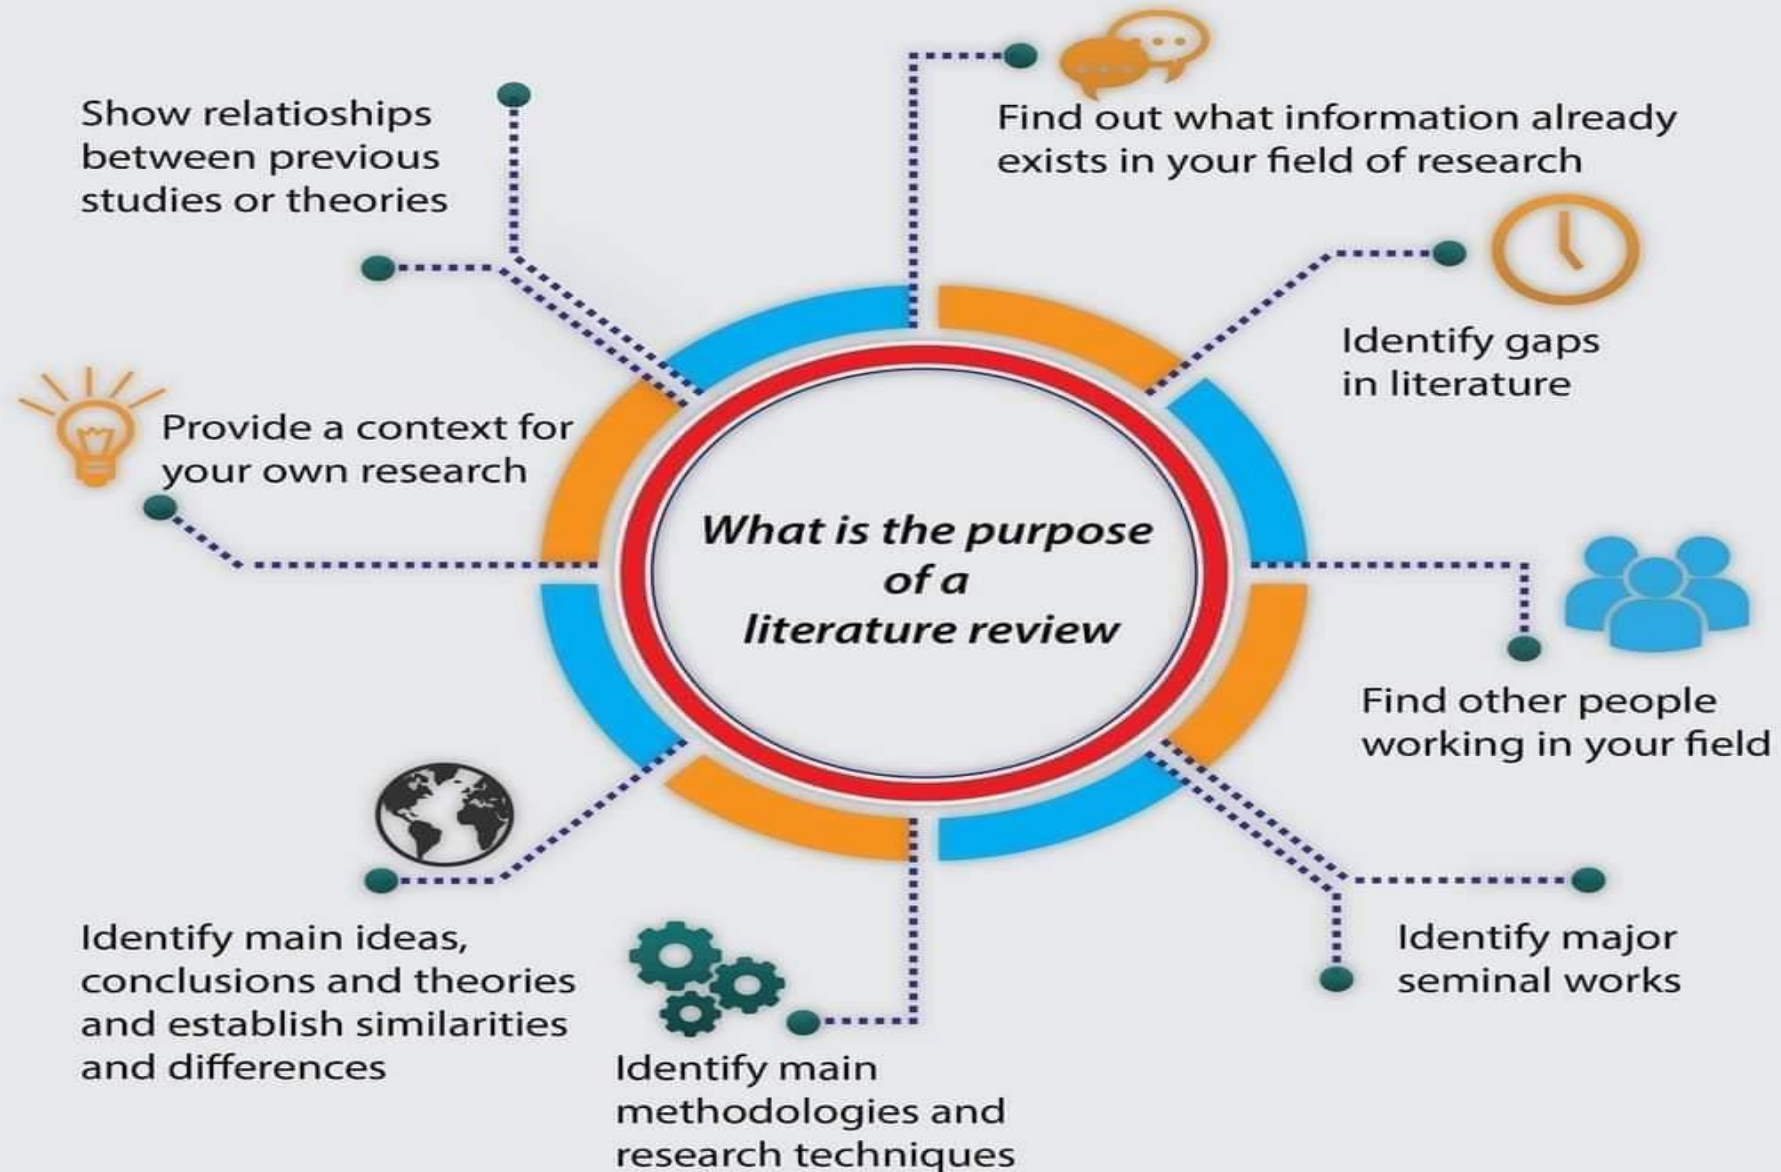 What is the purpose
of a
literature review
Find out what information already
exists in your field of research
Identify gaps
in literature
Find other people
working in your field
Identify major
seminal works
Identify main
methodologies and
research techniques
Identify main ideas,
conclusions and theories
and establish similarities
and differences
Provide a context for
your own research
Show relatioships
between previous
studies or theories